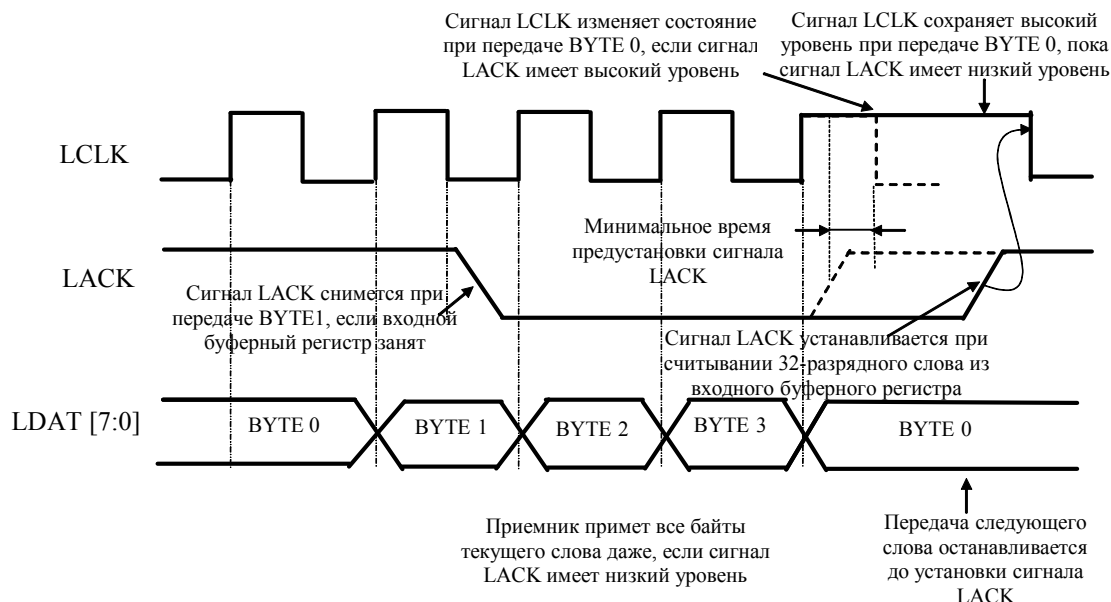 Сигнал LCLK изменяет состояние
при передаче BYTE 0, если сигнал
LACK имеет высокий уровень
Сигнал LCLK сохраняет высокий
уровень при передаче BYTE 0, пока
сигнал LACK имеет низкий уровень
LCLK
Минимальное время
предустановки сигнала
LACK
LACK
Сигнал LACK снимется при
передаче BYTE1, если входной
буферный регистр занят
Сигнал LACK устанавливается при
считывании 32-разрядного слова из
входного буферного регистра
LDAT [7:0]
BYTE 0
BYTE 1
BYTE 2
BYTE 3
BYTE 0
Приемник примет все байты
текущего слова даже, если сигнал
LACK имеет низкий уровень
Передача следующего
слова останавливается
до установки сигнала
LACK